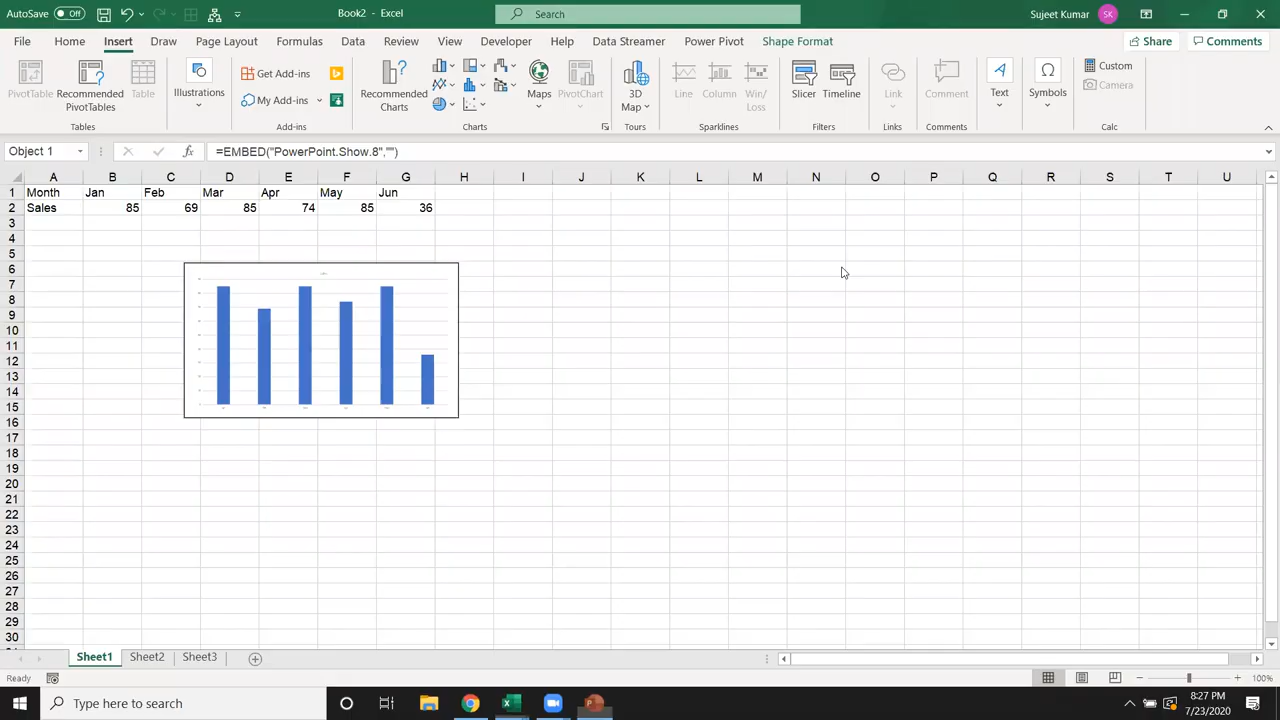 AutoSave Off Book2 - Excel Search Sujeet Kumar SK
File Home Insert Draw Page Layout Formulas Data Review View Developer Help Data Streamer Power Pivot Shape Format Share Comments
PivotTable Recommended PivotTables Table
Tables
Illustrations
Get Add-ins
My Add-ins
Add-ins
Recommended Charts
Maps PivotChart
Charts
3D Map
Tours
Line Column Win/Loss
Sparklines
Slicer Timeline
Filters
Link
Links
Comment
Comments
Text
Symbols
Custom
Camera
Calc
Object 1 fx =EMBED("PowerPoint.Show.8","")
A B C D E F G H I J K L M N O P Q R S T U
1 Month Jan Feb Mar Apr May Jun
2 Sales 85 69 85 74 85 36
3
4
5
6
7
8
9
10
11
12
13
14
15
16
17
18
19
20
21
22
23
24
25
26
27
28
29
30
Sheet1 Sheet2 Sheet3
Ready 100%
Type here to search
8:27 PM
7/23/2020